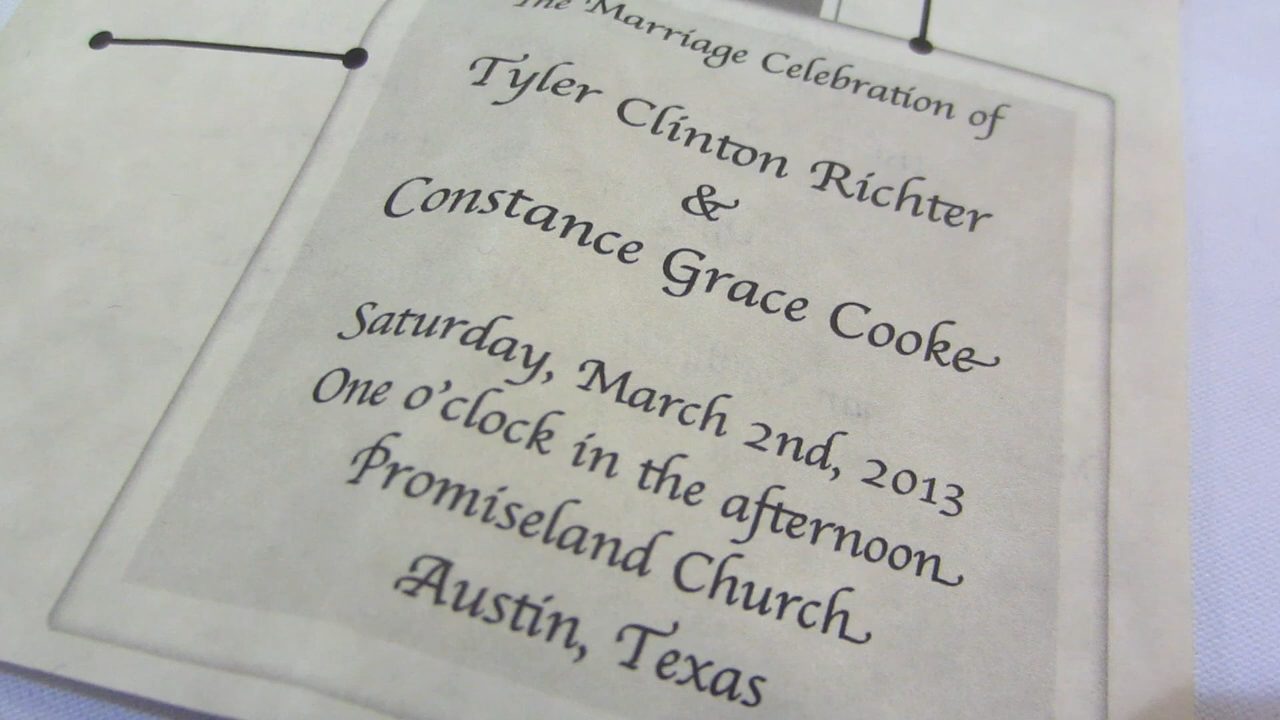 The Marriage Celebration of
Tyler Clinton Richter
&
Constance Grace Cooke
Saturday, March 2nd, 2013
One o'clock in the afternoon
Promiseland Church
Austin, Texas